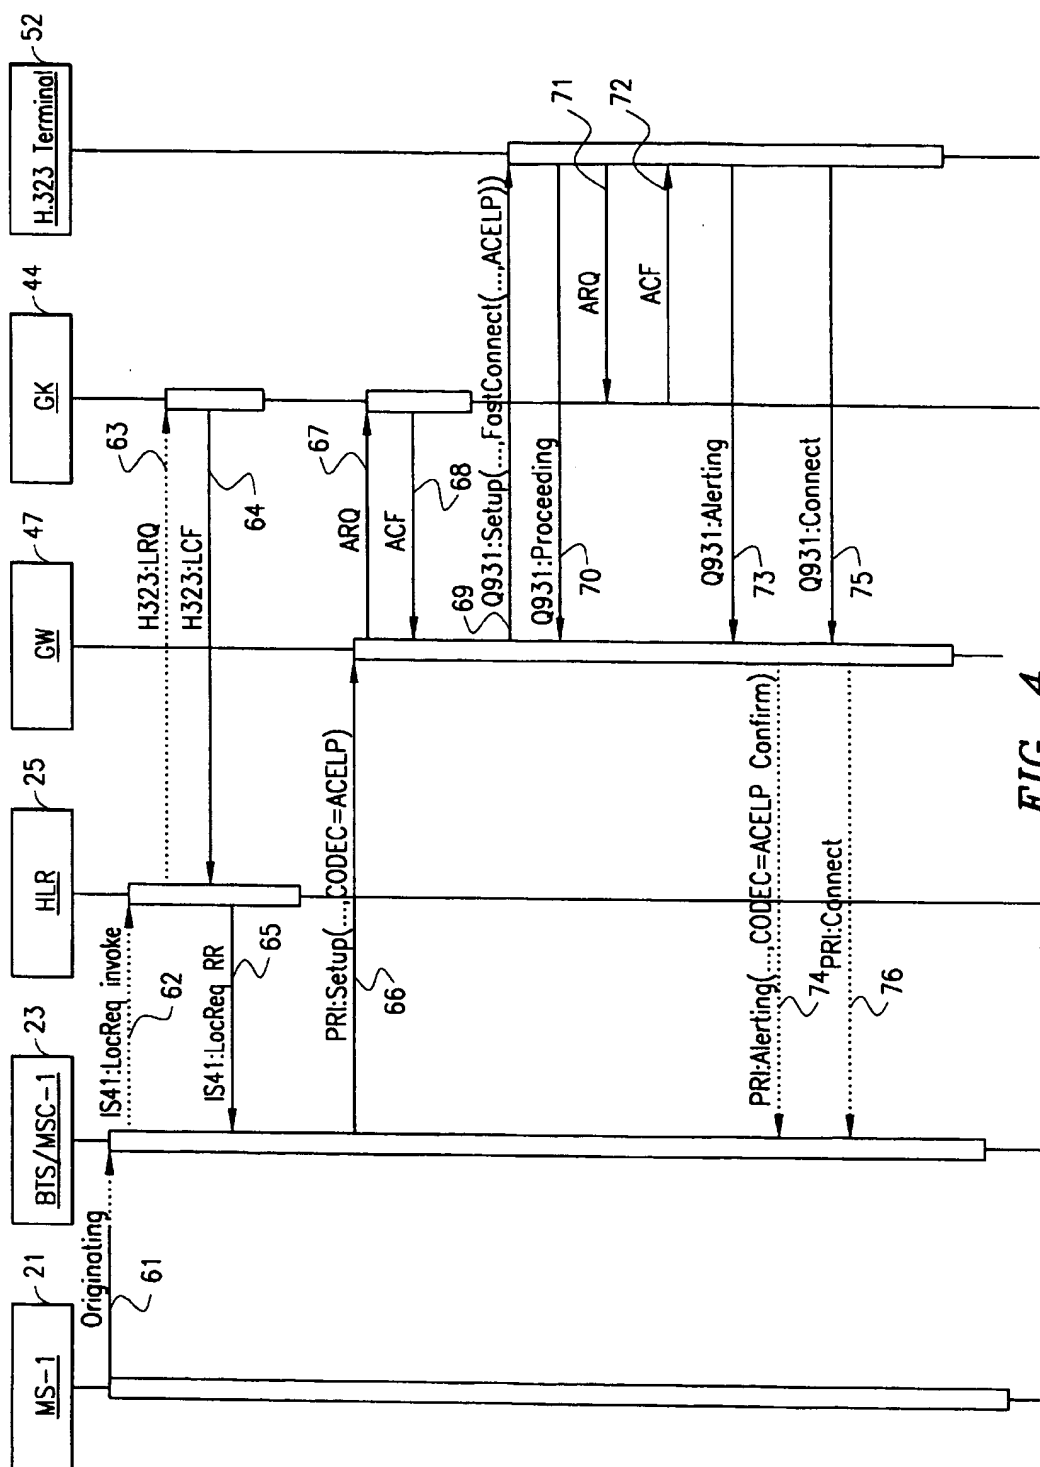 MS-1
21
BTS/MSC-1
23
HLR
25
GW
47
GK
44
H.323 Terminal
52
Originating
61
IS41:LocReq invoke
62
H323:LRQ
63
H323:LCF
64
IS41:LocReq RR
65
PRI:Setup(...,CODEC=ACELP)
66
ARQ
67
ACF
68
69
Q931:Setup(...,FastConnect(...,ACELP))
Q931:Proceeding
70
ARQ
71
ACF
72
Q931:Alerting
73
PRI:Alerting(...,CODEC=ACELP Confirm)
74
Q931:Connect
75
PRI:Connect
76
FIG. 4